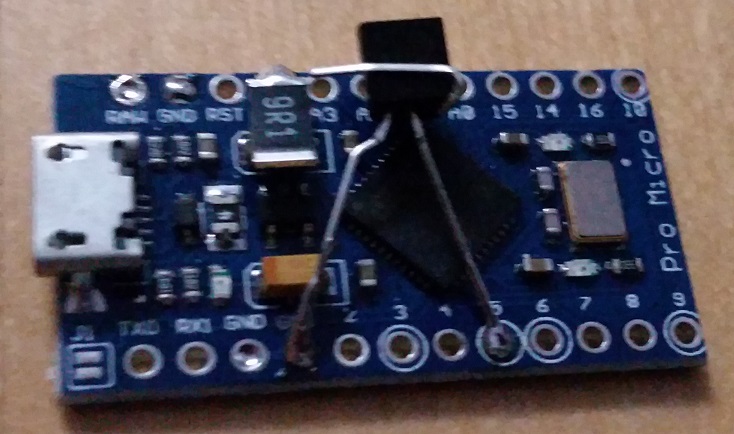 RAW GND RST A3 A A0 15 14 16 10
9R1
Pro Micro
J1 TXO RXI GND 2 3 4 5 6 7 8 9